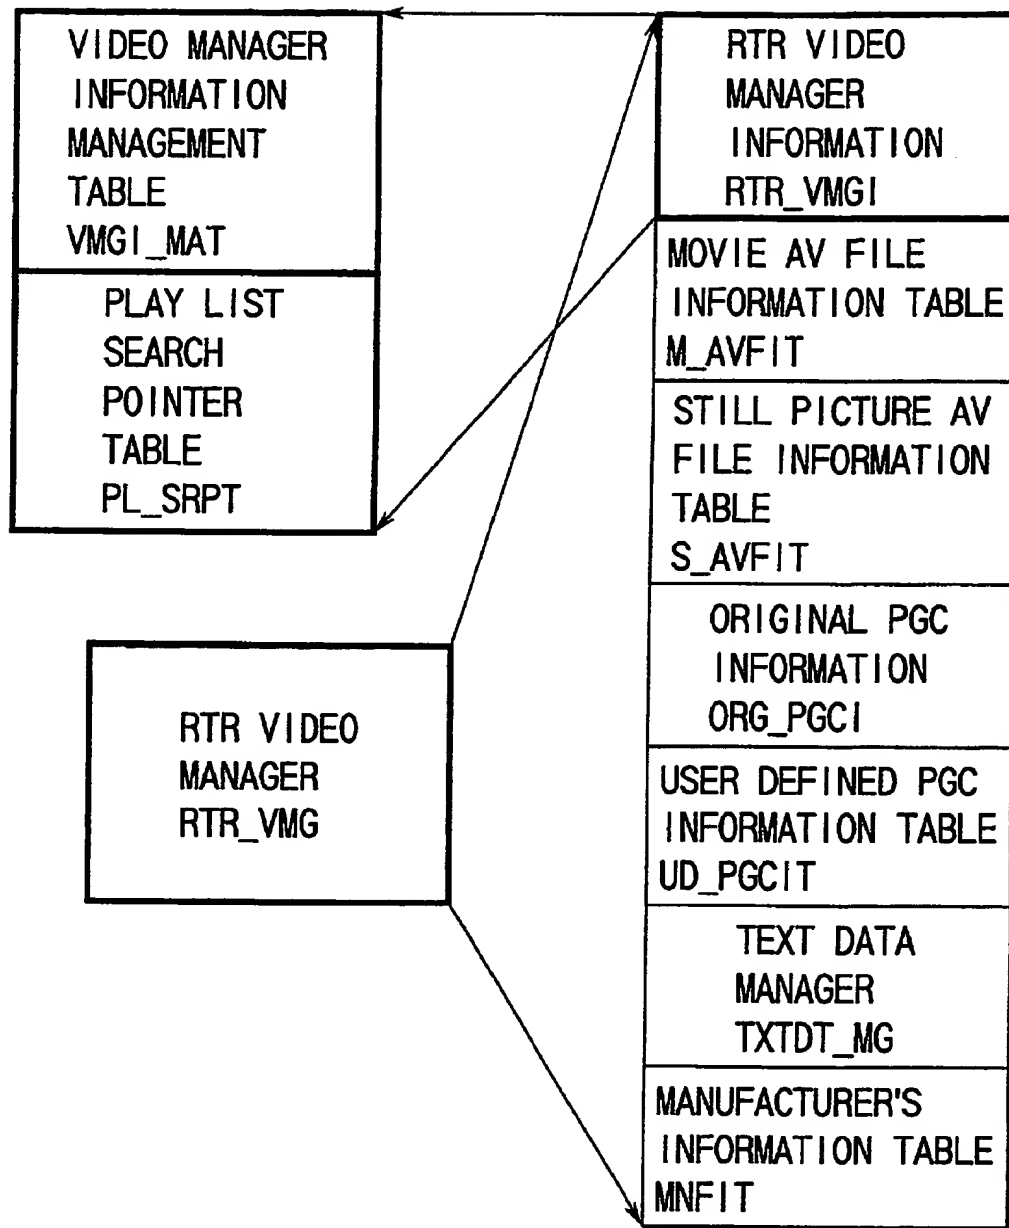 VIDEO MANAGER
INFORMATION
MANAGEMENT
TABLE
VMGI_MAT
PLAY LIST
SEARCH
POINTER
TABLE
PL_SRPT
RTR VIDEO
MANAGER
RTR_VMG
RTR VIDEO
MANAGER
INFORMATION
RTR_VMGI
MOVIE AV FILE
INFORMATION TABLE
M_AVFIT
STILL PICTURE AV
FILE INFORMATION
TABLE
S_AVFIT
ORIGINAL PGC
INFORMATION
ORG_PGCI
USER DEFINED PGC
INFORMATION TABLE
UD_PGCIT
TEXT DATA
MANAGER
TXTDT_MG
MANUFACTURER'S
INFORMATION TABLE
MNFIT